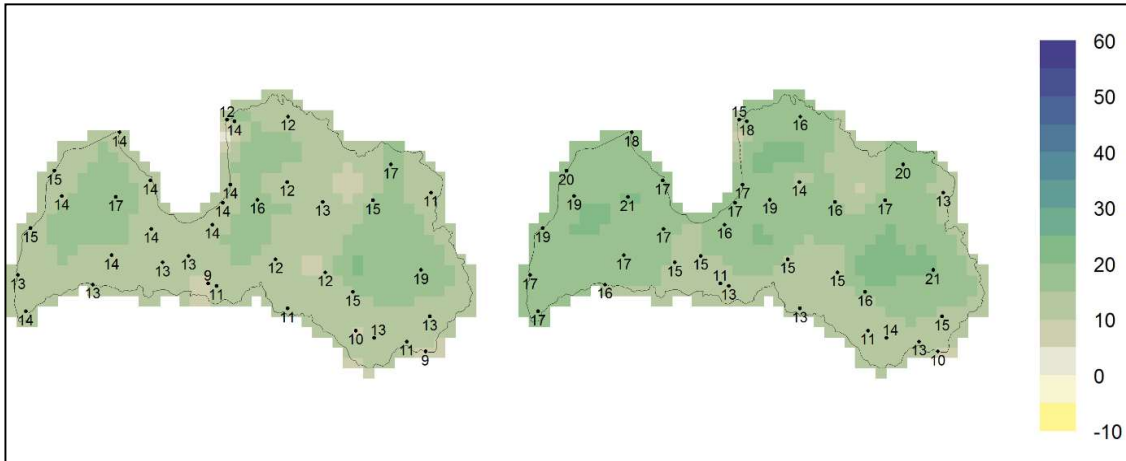 12 12 60
14 14 15 18 16
14 18 50
15 14 17 20 17 20
14 17 14 12 15 11 19 21 17 14 17 13 40
14 16 13 17 19 16
15 14 14 19 17 16 30
14 13 13 12 17 15 15 15
13 12 19 17 15 21 20
13 9 11 15 16 11 13 16
14 11 13 17 13 15 10
10 13 11 14
11 9 13 10 0
-10